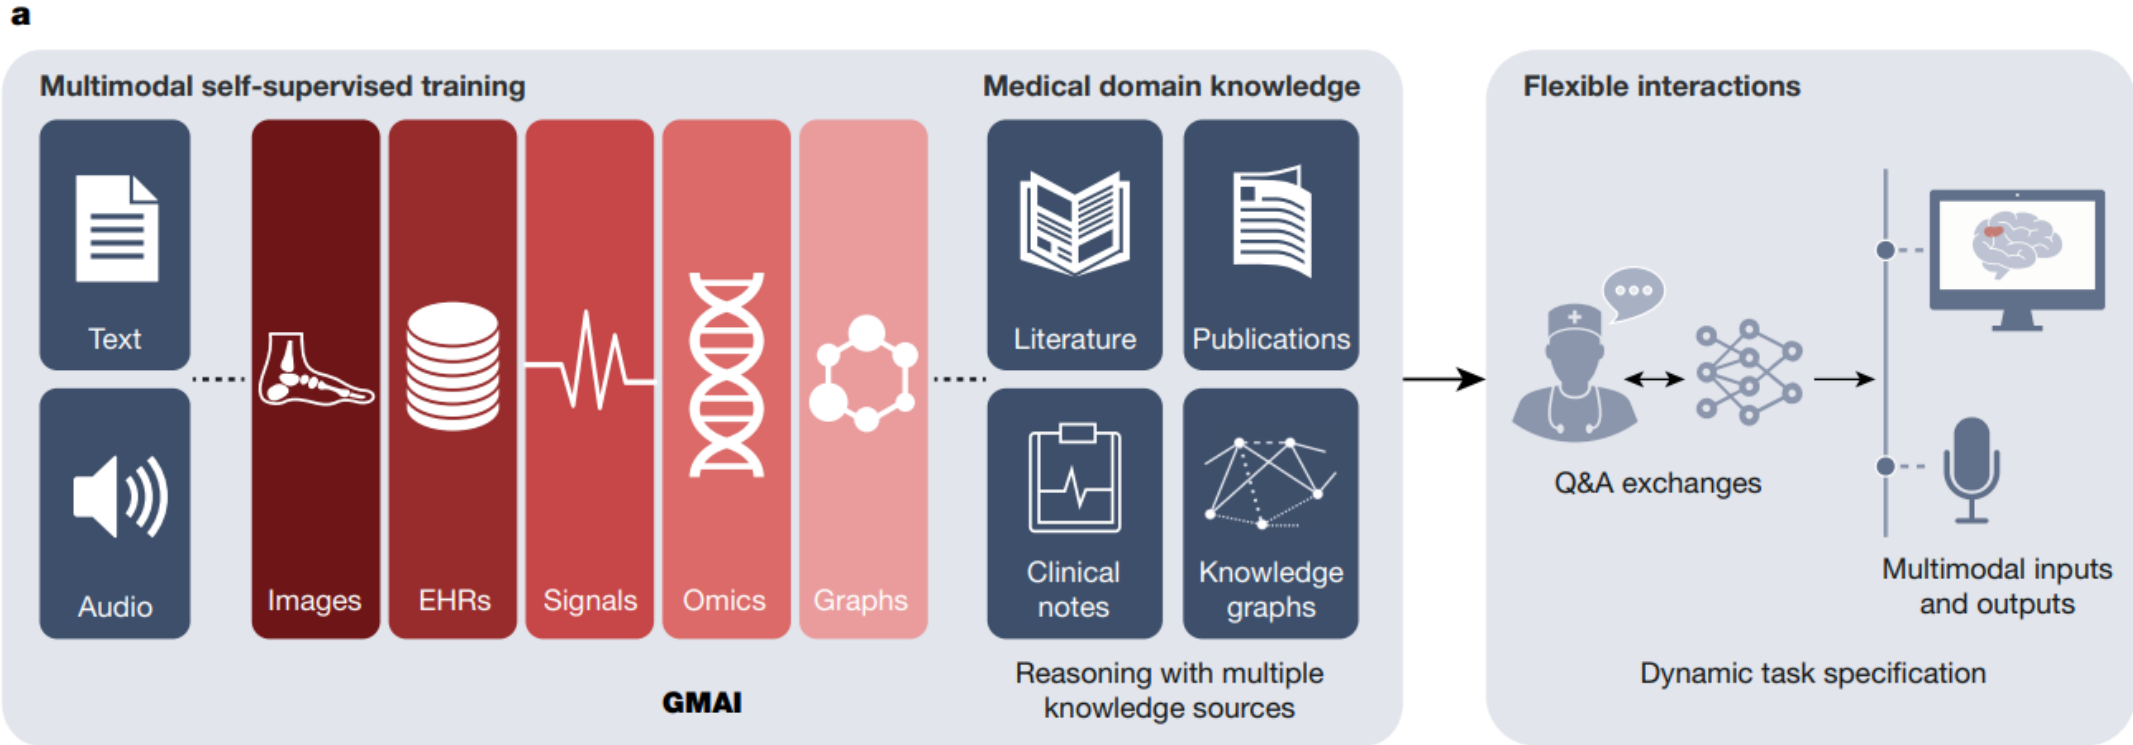 a
Multimodal self-supervised training
Medical domain knowledge
Flexible interactions
Text
Audio
Images
EHRs
Signals
Omics
Graphs
Literature
Publications
Clinical
notes
Knowledge
graphs
Reasoning with multiple
knowledge sources
GMAI
Q&A exchanges
Multimodal inputs
and outputs
Dynamic task specification